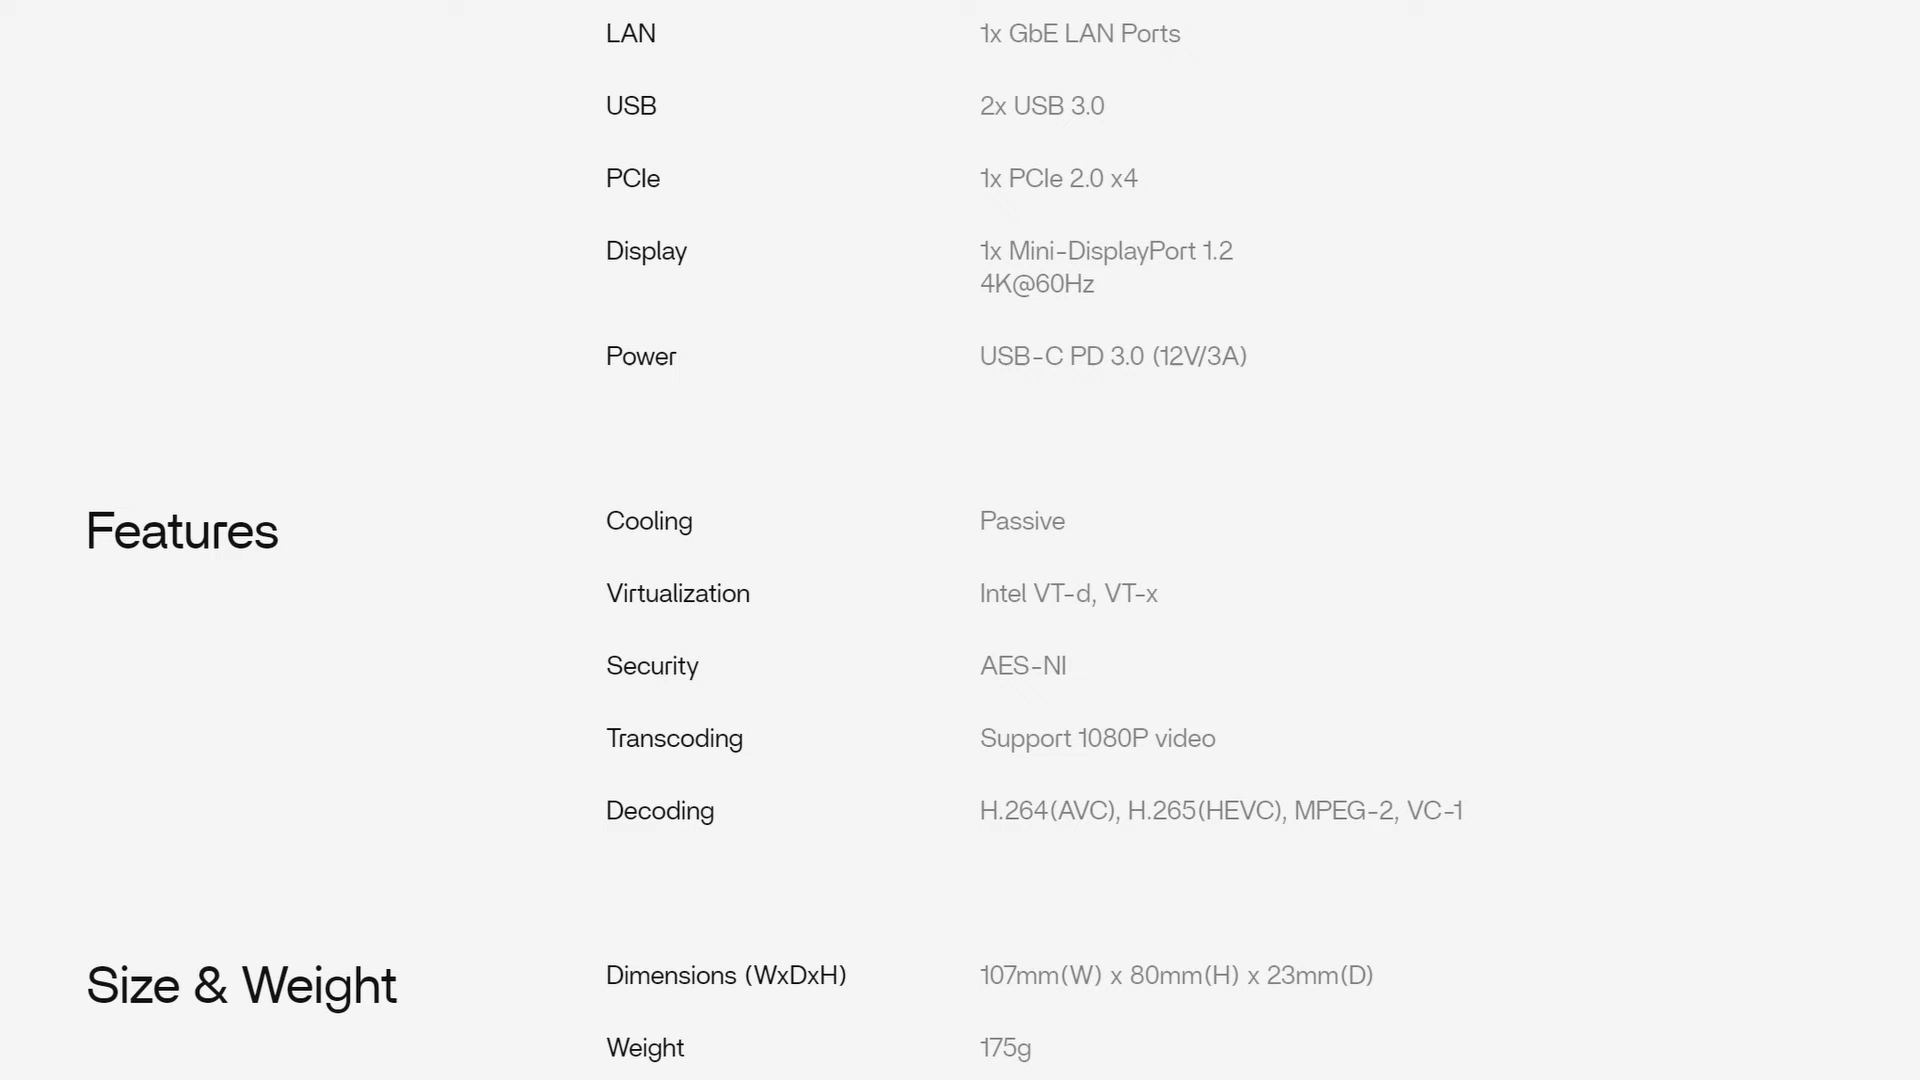 LAN 1x GbE LAN Ports
USB 2x USB 3.0
PCIe 1x PCIe 2.0 x4
Display 1x Mini-DisplayPort 1.2
4K@60Hz
Power USB-C PD 3.0 (12V/3A)
Features
Cooling Passive
Virtualization Intel VT-d, VT-x
Security AES-NI
Transcoding Support 1080P video
Decoding H.264(AVC), H.265(HEVC), MPEG-2, VC-1
Size & Weight
Dimensions (WxDxH) 107mm(W) x 80mm(H) x 23mm(D)
Weight 175g